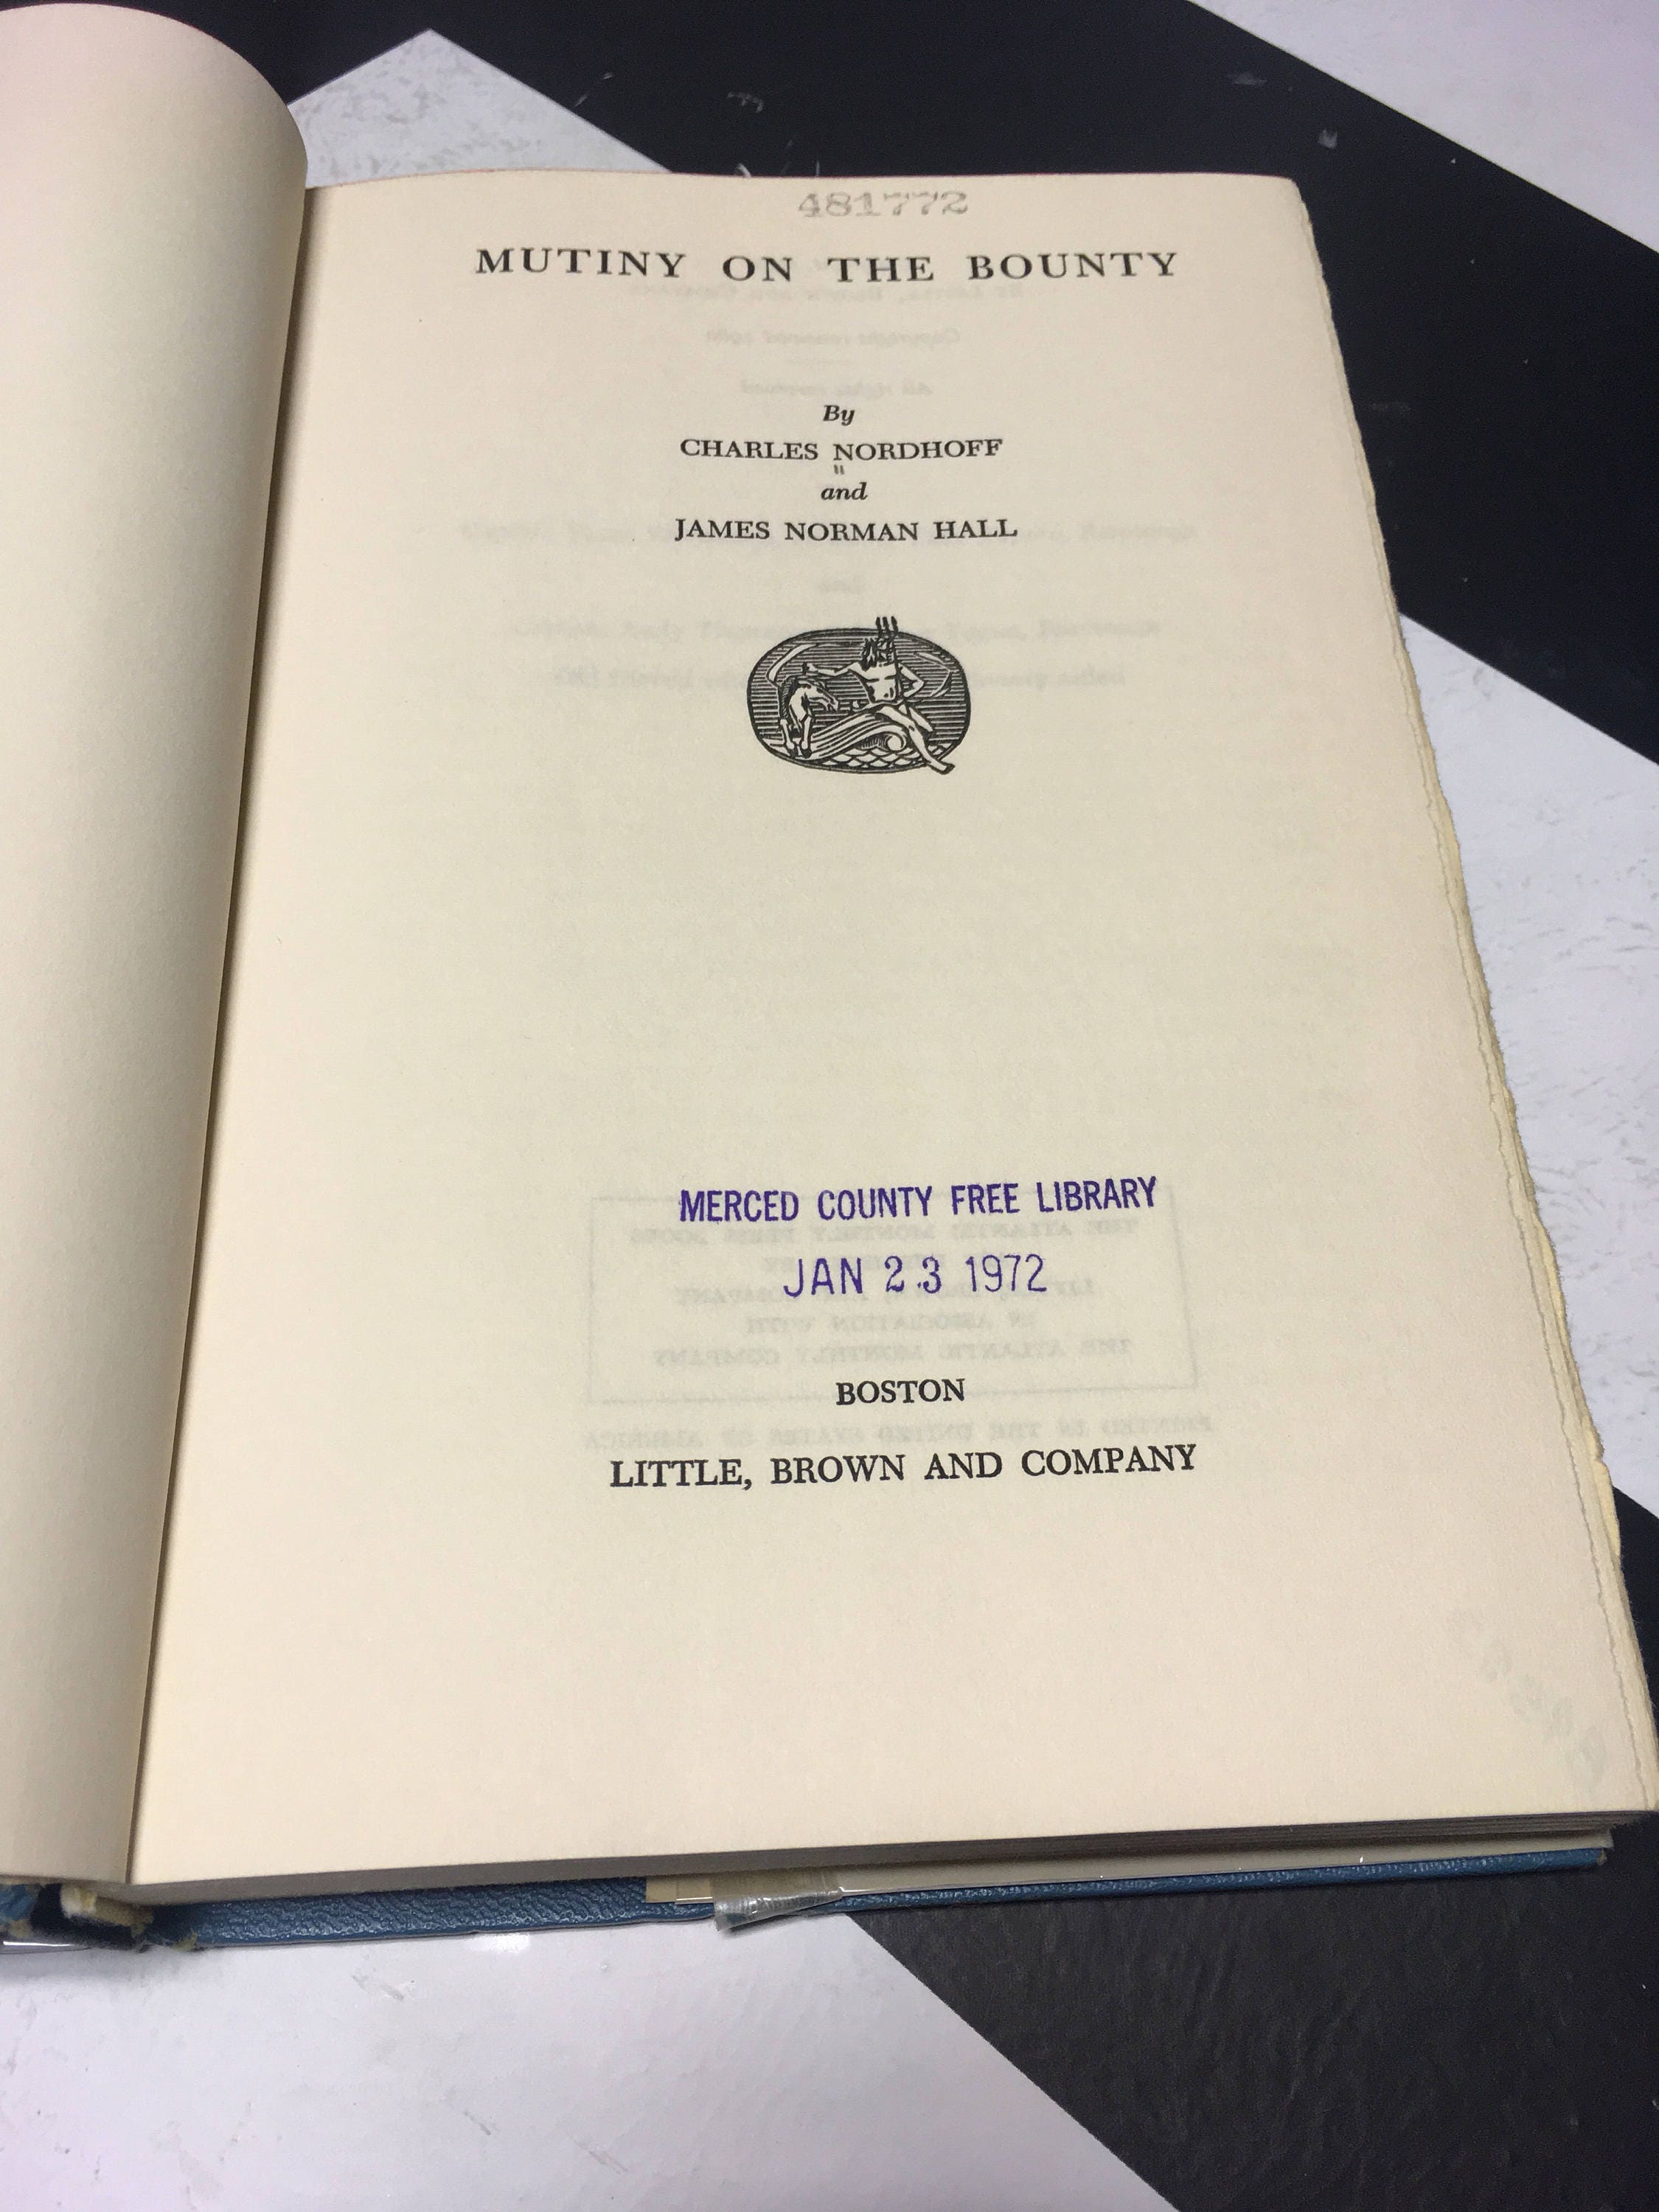 481772
MUTINY ON THE BOUNTY
By
CHARLES NORDHOFF
"
and
JAMES NORMAN HALL
MERCED COUNTY FREE LIBRARY
JAN 23 1972
BOSTON
LITTLE, BROWN AND COMPANY